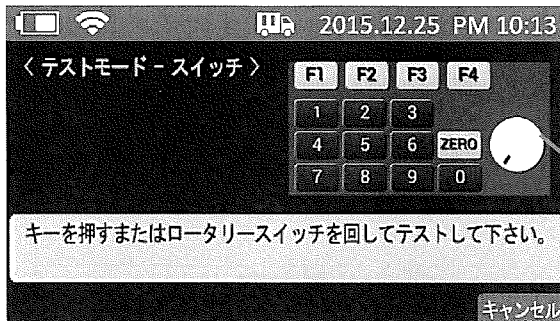 2015.12.25 PM 10:13
〈 テストモード - スイッチ 〉
F1 F2 F3 F4
1 2 3
4 5 6 ZERO
7 8 9 0
キーを押すまたはロータリースイッチを回してテストして下さい。
キャンセル